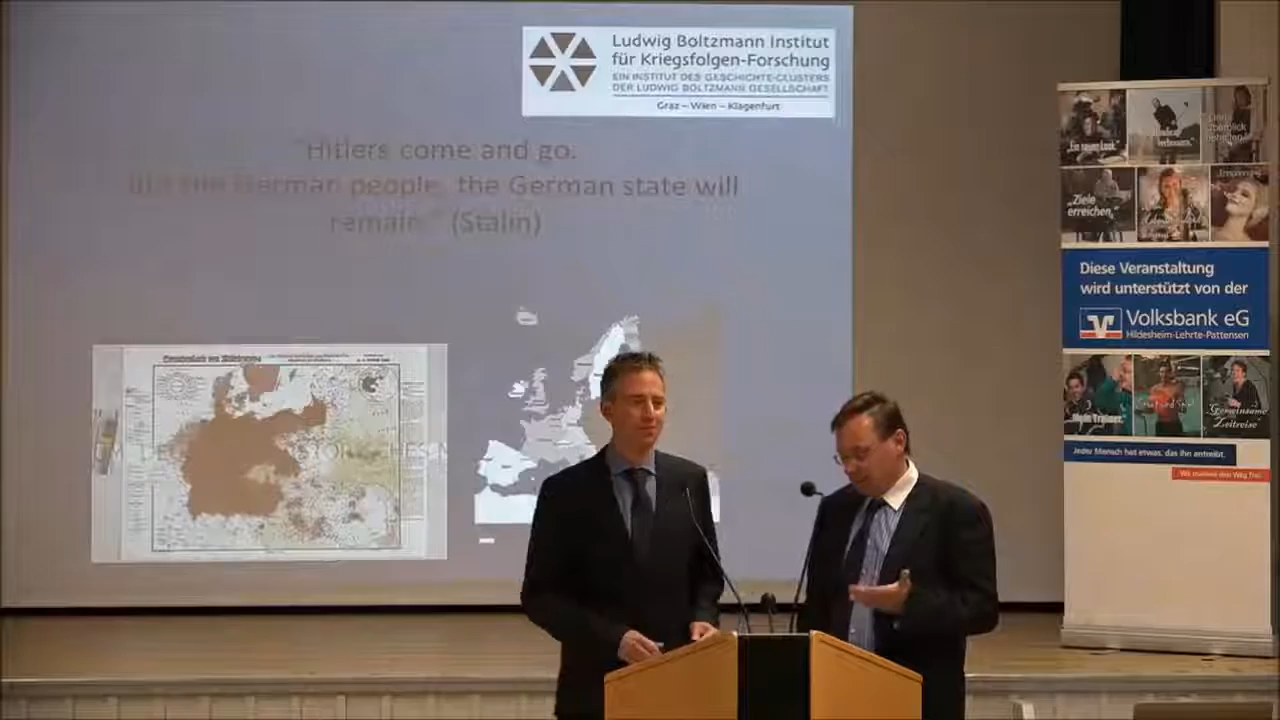 Ludwig Boltzmann Institut
für Kriegsfolgen-Forschung
EIN INSTITUT DES GESCHICHTE-CLUSTERS
DER LUDWIG BOLTZMANN GESELLSCHAFT
Graz – Wien – Klagenfurt
"Hitlers come and go.
But the German people, the German state will
remain." (Stalin)
„Ziele
erreichen."
Diese Veranstaltung
wird unterstützt von der
Volksbank eG
Hildesheim-Lehrte-Pattensen
„Mein Trainer."
„Gemeinsame
Zeitreise"
Jeder Mensch hat etwas, das ihn antreibt.
Wir machen den Weg frei.